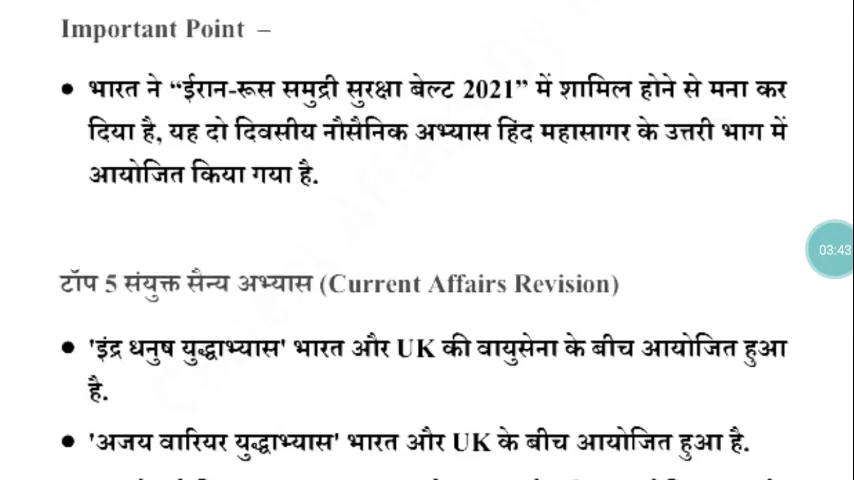 Important Point –
• भारत ने “ईरान-रूस समुद्री सुरक्षा बेल्ट 2021” में शामिल होने से मना कर
दिया है, यह दो दिवसीय नौसैनिक अभ्यास हिंद महासागर के उत्तरी भाग में
आयोजित किया गया है.
03:43
टॉप 5 संयुक्त सैन्य अभ्यास (Current Affairs Revision)
• 'इंद्र धनुष युद्धाभ्यास' भारत और UK की वायुसेना के बीच आयोजित हुआ
है.
• 'अजय वारियर युद्धाभ्यास' भारत और UK के बीच आयोजित हुआ है.